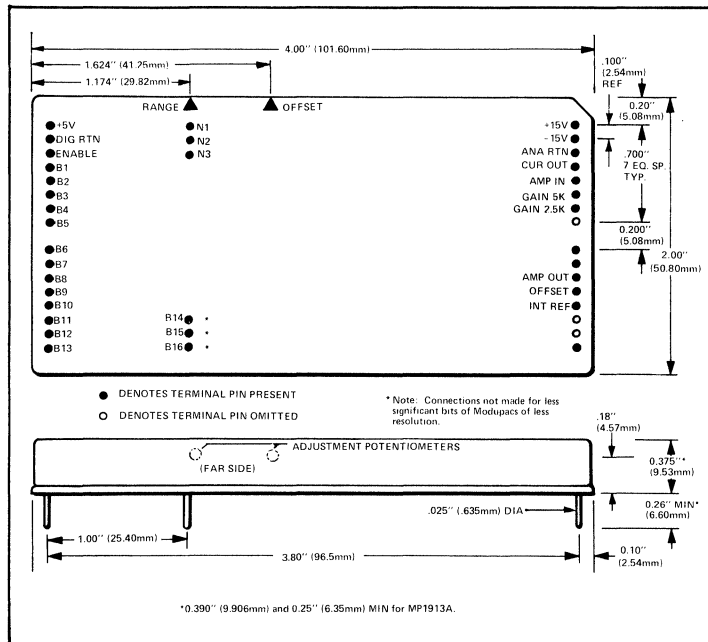 4.00" (101.60mm)
1.624" (41.25mm)
1.174" (29.82mm)
.100"
(2.54mm)
REF
0.20"
(5.08mm)
RANGE
OFFSET
+5V
DIG RTN
ENABLE
B1
B2
B3
B4
B5
B6
B7
B8
B9
B10
B11
B12
B13
N1
N2
N3
B14 *
B15 *
B16 *
+15V
-15V
ANA RTN
CUR OUT
AMP IN
GAIN 5K
GAIN 2.5K
AMP OUT
OFFSET
INT REF
.700"
7 EQ. SP.
TYP.
0.200"
(5.08mm)
2.00"
(50.80mm)
DENOTES TERMINAL PIN PRESENT
DENOTES TERMINAL PIN OMITTED
* Note: Connections not made for less
significant bits of Modupacs of less
resolution.
ADJUSTMENT POTENTIOMETERS
(FAR SIDE)
.18"
(4.57mm)
0.375"*
(9.53mm)
0.26" MIN*
(6.60mm)
.025" (.635mm) DIA
1.00" (25.40mm)
3.80" (96.5mm)
0.10"
(2.54mm)
*0.390" (9.906mm) and 0.25" (6.35mm) MIN for MP1913A.